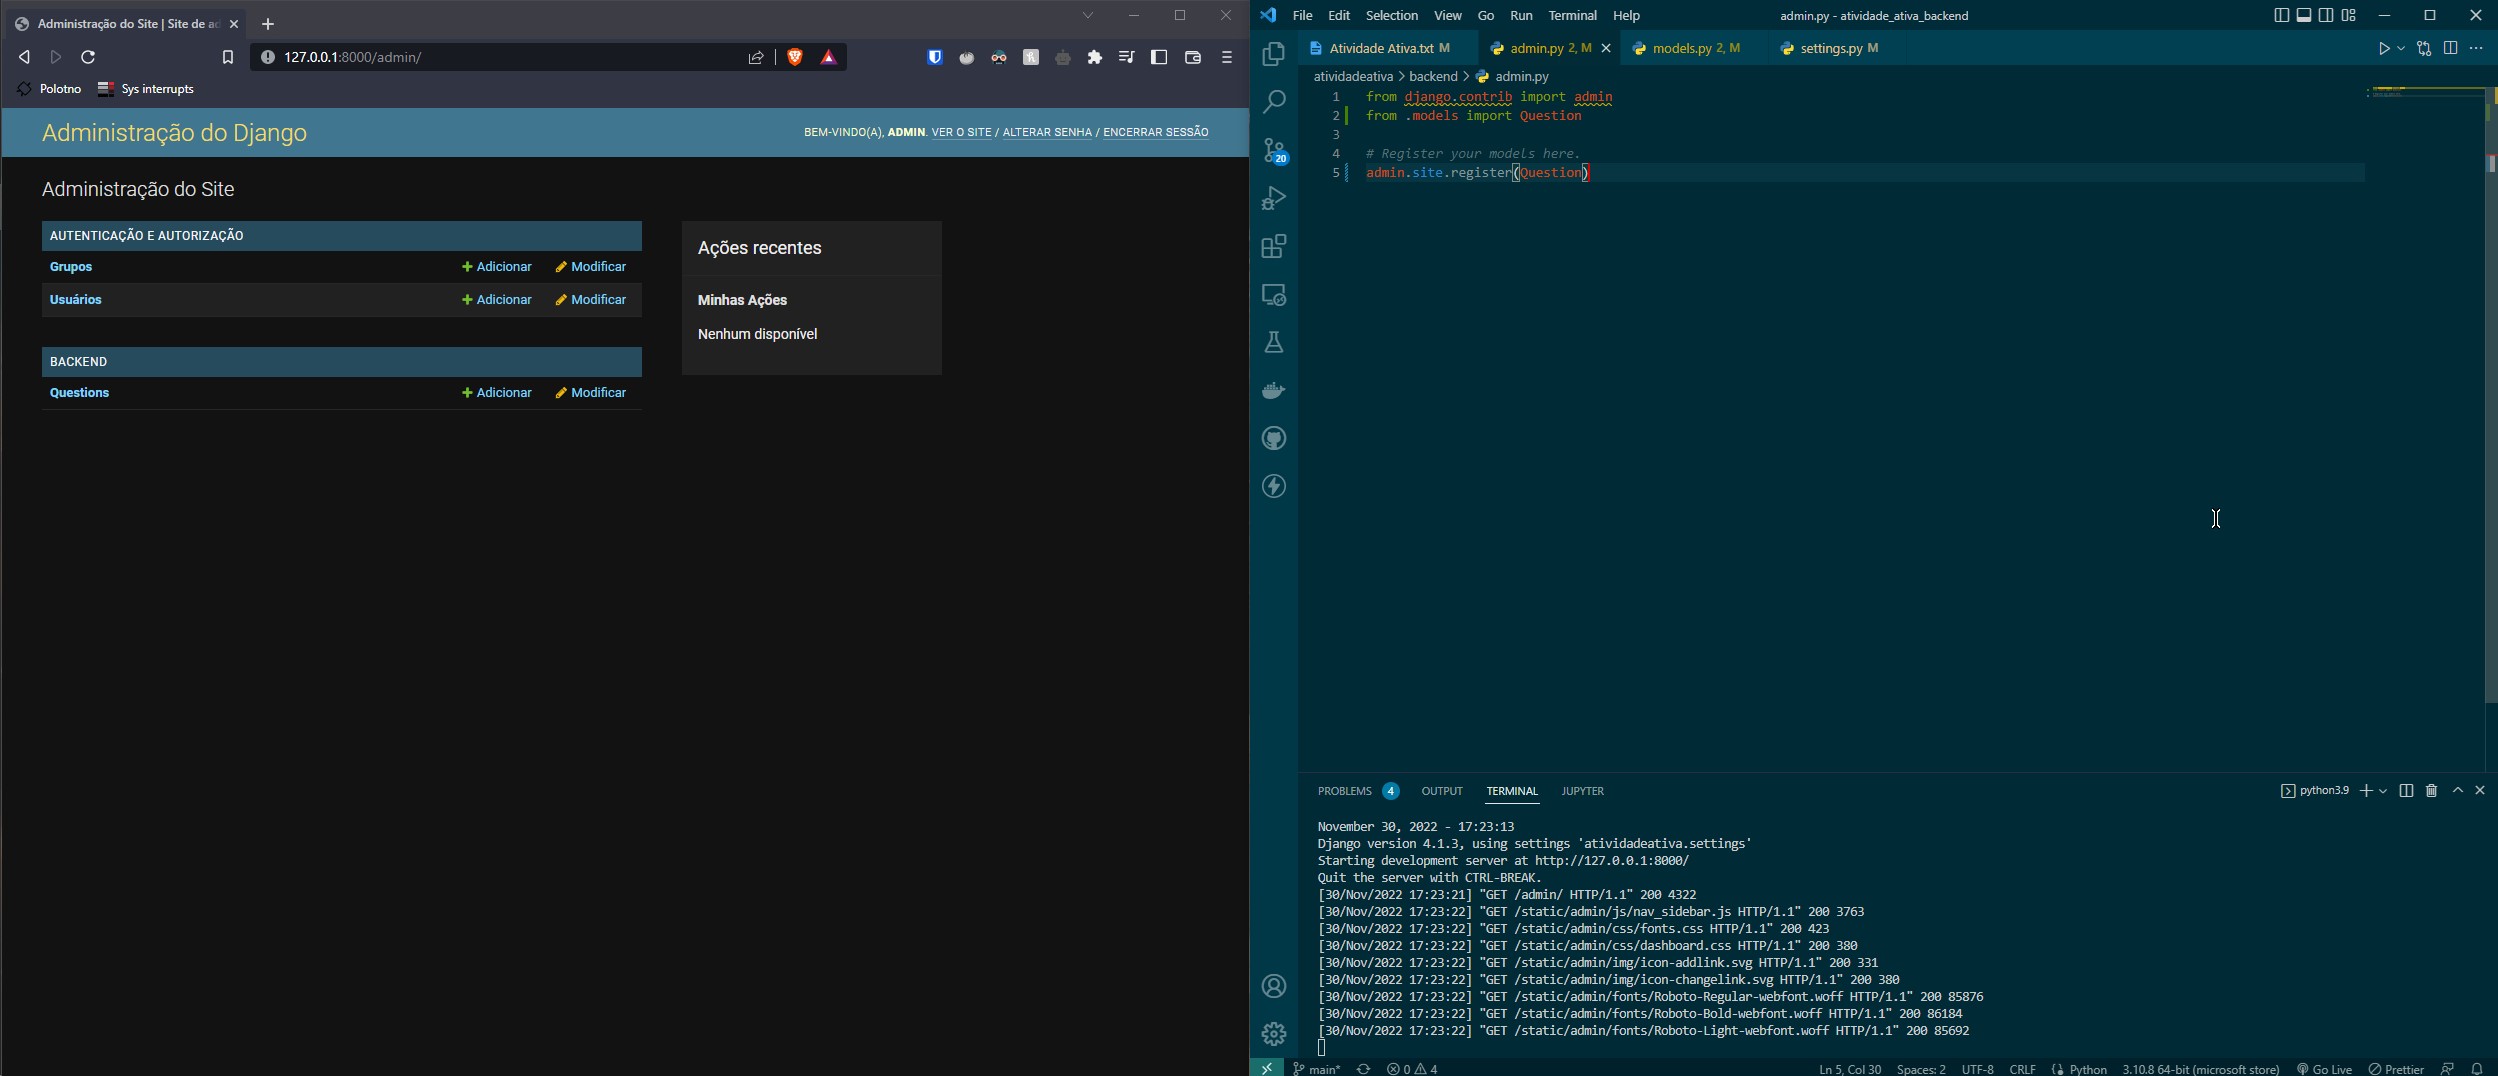 Administração do Site | Site de ad
127.0.0.1:8000/admin/
Polotno
Sys interrupts
Administração do Django
BEM-VINDO(A), ADMIN. VER O SITE / ALTERAR SENHA / ENCERRAR SESSÃO
Administração do Site
AUTENTICAÇÃO E AUTORIZAÇÃO
Grupos
Adicionar
Modificar
Usuários
Adicionar
Modificar
BACKEND
Questions
Adicionar
Modificar
Ações recentes
Minhas Ações
Nenhum disponível
File Edit Selection View Go Run Terminal Help
admin.py - atividade_ativa_backend
Atividade Ativa.txt M
admin.py 2, M
models.py 2, M
settings.py M
atividadeativa > backend > admin.py
1 from django.contrib import admin
2 from .models import Question
3
4 # Register your models here.
5 admin.site.register(Question)
20
PROBLEMS 4 OUTPUT TERMINAL JUPYTER
python3.9
November 30, 2022 - 17:23:13
Django version 4.1.3, using settings 'atividadeativa.settings'
Starting development server at http://127.0.0.1:8000/
Quit the server with CTRL-BREAK.
[30/Nov/2022 17:23:21] "GET /admin/ HTTP/1.1" 200 4322
[30/Nov/2022 17:23:22] "GET /static/admin/js/nav_sidebar.js HTTP/1.1" 200 3763
[30/Nov/2022 17:23:22] "GET /static/admin/css/fonts.css HTTP/1.1" 200 423
[30/Nov/2022 17:23:22] "GET /static/admin/css/dashboard.css HTTP/1.1" 200 380
[30/Nov/2022 17:23:22] "GET /static/admin/img/icon-addlink.svg HTTP/1.1" 200 331
[30/Nov/2022 17:23:22] "GET /static/admin/img/icon-changelink.svg HTTP/1.1" 200 380
[30/Nov/2022 17:23:22] "GET /static/admin/fonts/Roboto-Regular-webfont.woff HTTP/1.1" 200 85876
[30/Nov/2022 17:23:22] "GET /static/admin/fonts/Roboto-Bold-webfont.woff HTTP/1.1" 200 86184
[30/Nov/2022 17:23:22] "GET /static/admin/fonts/Roboto-Light-webfont.woff HTTP/1.1" 200 85692
main* 0 4
Ln 5, Col 30 Spaces: 2 UTF-8 CRLF Python 3.10.8 64-bit (microsoft store) Go Live Prettier